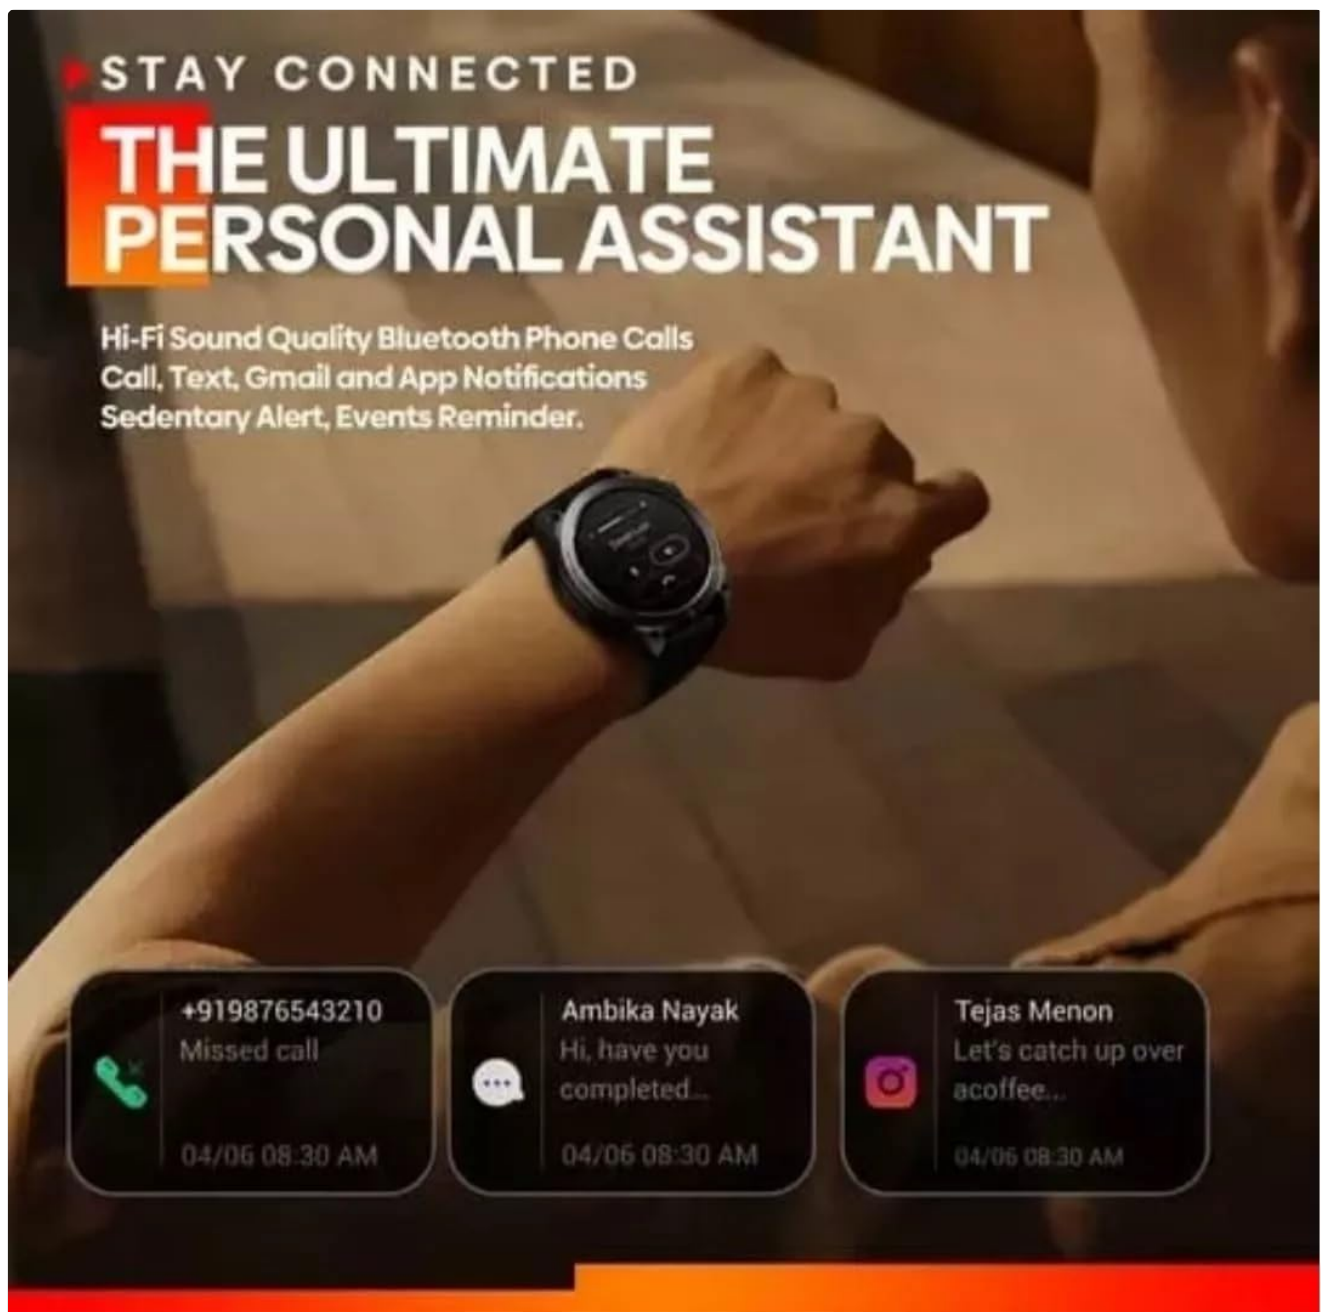 STAY CONNECTED
THE ULTIMATE
PERSONAL ASSISTANT
Hi-Fi Sound Quality Bluetooth Phone Calls
Call, Text, Gmail and App Notifications
Sedentary Alert, Events Reminder.
+919876543210
Missed call
04/06 08:30 AM
Ambika Nayak
Hi, have you
completed...
04/06 08:30 AM
Tejas Menon
Let's catch up over
acoffee...
04/06 08:30 AM